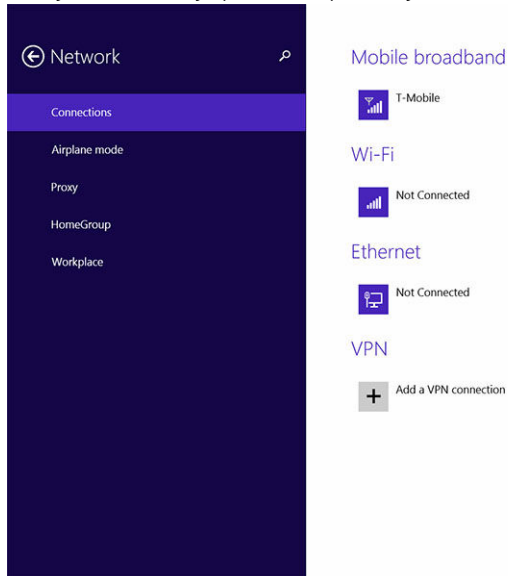 Network
Connections
Airplane mode
Proxy
HomeGroup
Workplace
Mobile broadband
T-Mobile
Wi-Fi
Not Connected
Ethernet
Not Connected
VPN
Add a VPN connection